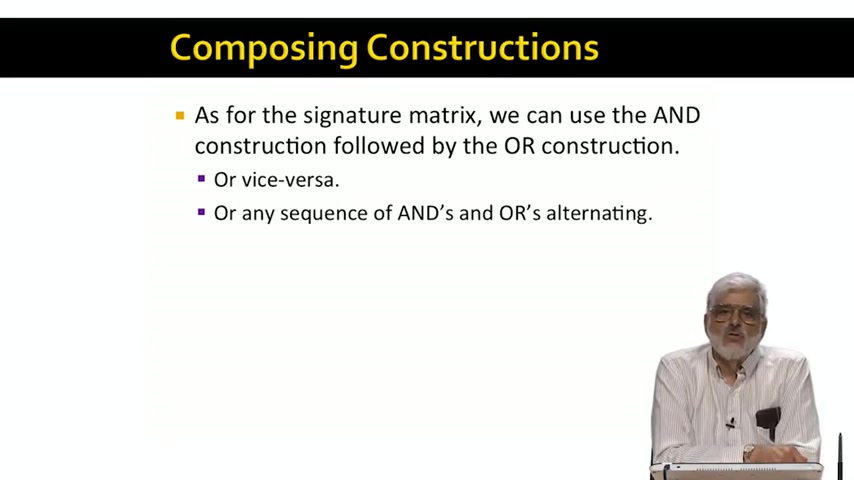 Composing Constructions
As for the signature matrix, we can use the AND
construction followed by the OR construction.
Or vice-versa.
Or any sequence of AND’s and OR’s alternating.